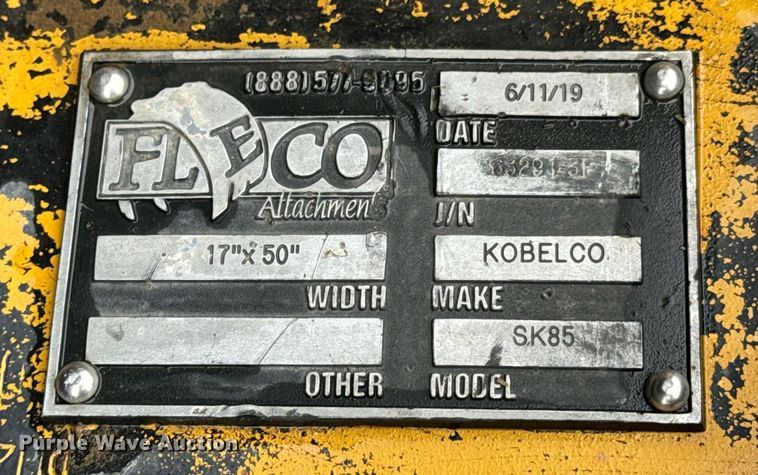 (888)577-9095
FLECO
Attachments
6/11/19
DATE
J/N
17"x 50"
WIDTH
KOBELCO
MAKE
OTHER
SK85
MODEL
Purple Wave Auction